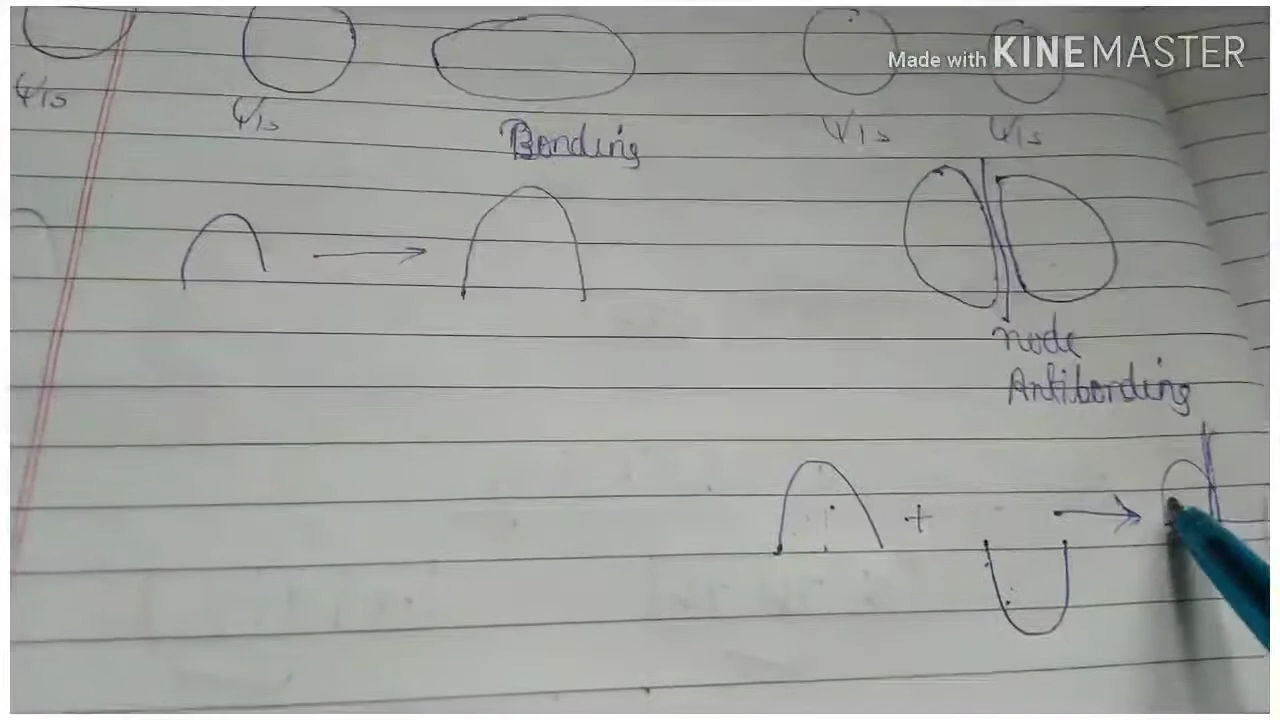 Made with KINEMASTER
ψ1s ψ1s ψ1s ψ1s
Bonding
node
Antibonding
+